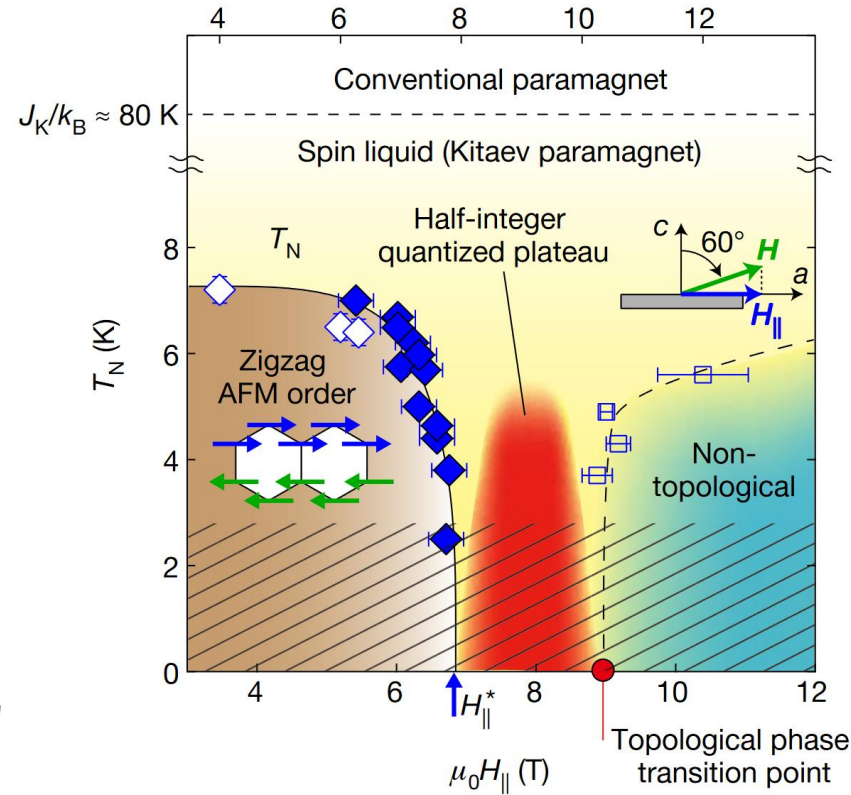 4 6 8 10 12
Conventional paramagnet
J_K/k_B ≈ 80 K
Spin liquid (Kitaev paramagnet)
Half-integer
quantized plateau
T_N
c
60°
H
a
H_∥
8
6
4
2
0
T_N (K)
Zigzag
AFM order
Non-
topological
4 6 8 10 12
H*_∥
μ₀H_∥ (T)
Topological phase
transition point